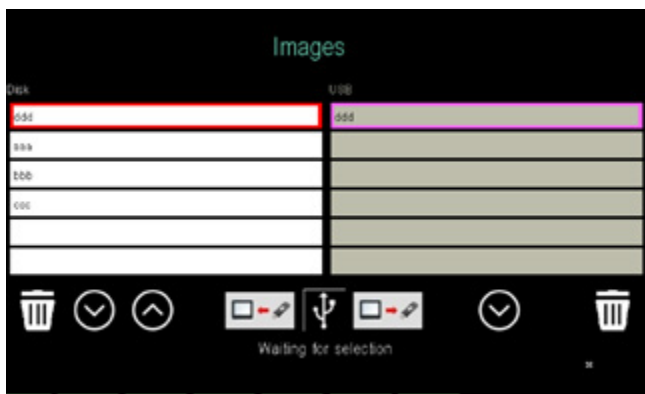 Images
Disk USB
ddd ddd
aaa
bbb
ccc
Waiting for selection